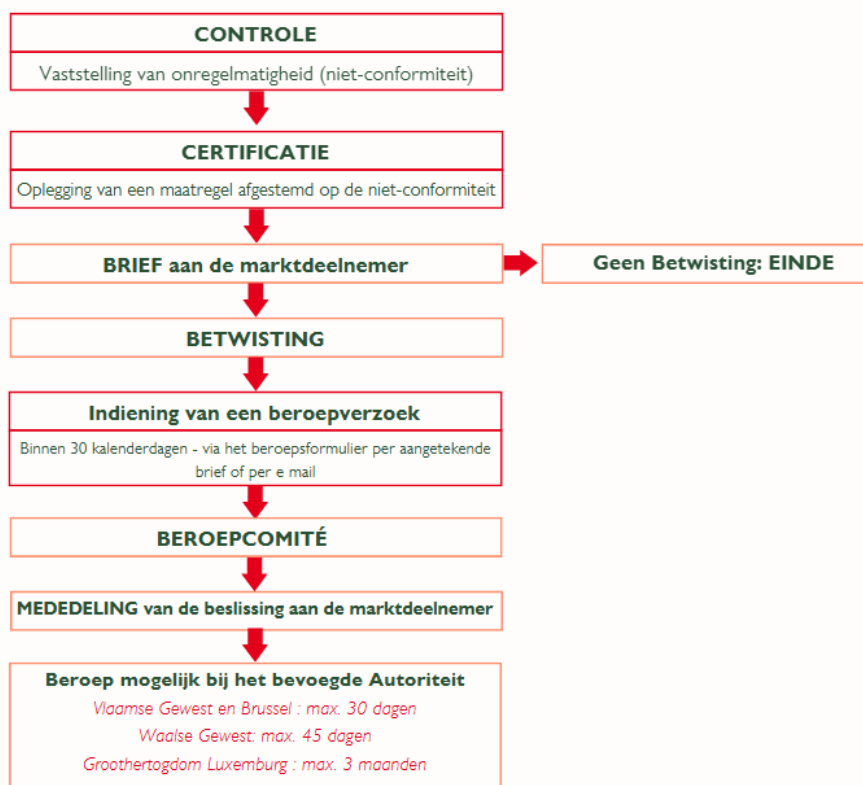 CONTROLE
Vaststelling van onregelmatigheid (niet-conformiteit)
CERTIFICATIE
Oplegging van een maatregel afgestemd op de niet-conformiteit
BRIEF aan de marktdeelnemer
Geen Betwisting: EINDE
BETWISTING
Indiening van een beroepverzoek
Binnen 30 kalenderdagen - via het beroepsformulier per aangetekende
brief of per e mail
BEROEPCOMITÉ
MEDEDELING van de beslissing aan de marktdeelnemer
Beroep mogelijk bij het bevoegde Autoriteit
Vlaamse Gewest en Brussel : max. 30 dagen
Waalse Gewest: max. 45 dagen
Groothertogdom Luxemburg : max. 3 maanden